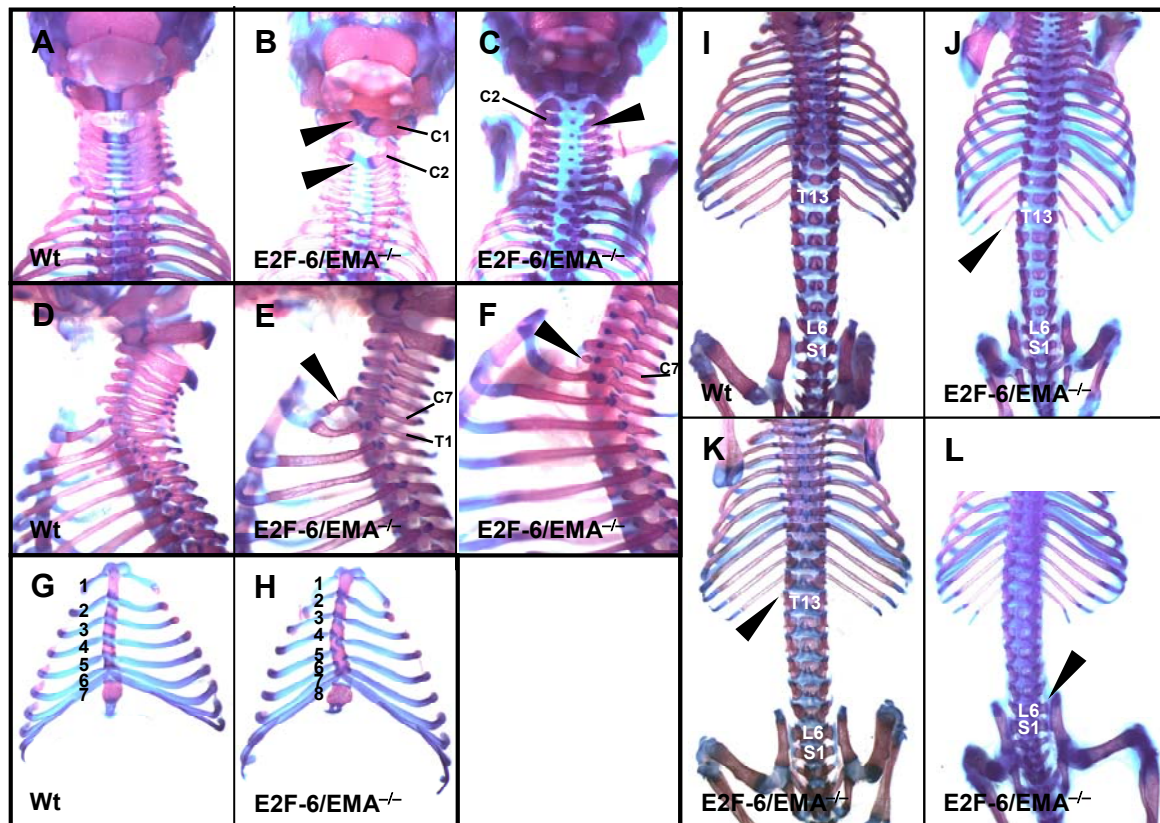 A
B
C
C2
C1
C2
Wt
E2F-6/EMA–/–
E2F-6/EMA–/–
D
E
F
C7
T1
C7
Wt
E2F-6/EMA–/–
E2F-6/EMA–/–
G
1
2
3
4
5
6
7
Wt
H
1
2
3
4
5
6
7
8
E2F-6/EMA–/–
I
T13
L6
S1
Wt
J
T13
L6
S1
E2F-6/EMA–/–
K
T13
L6
S1
E2F-6/EMA–/–
L
L6
S1
E2F-6/EMA–/–